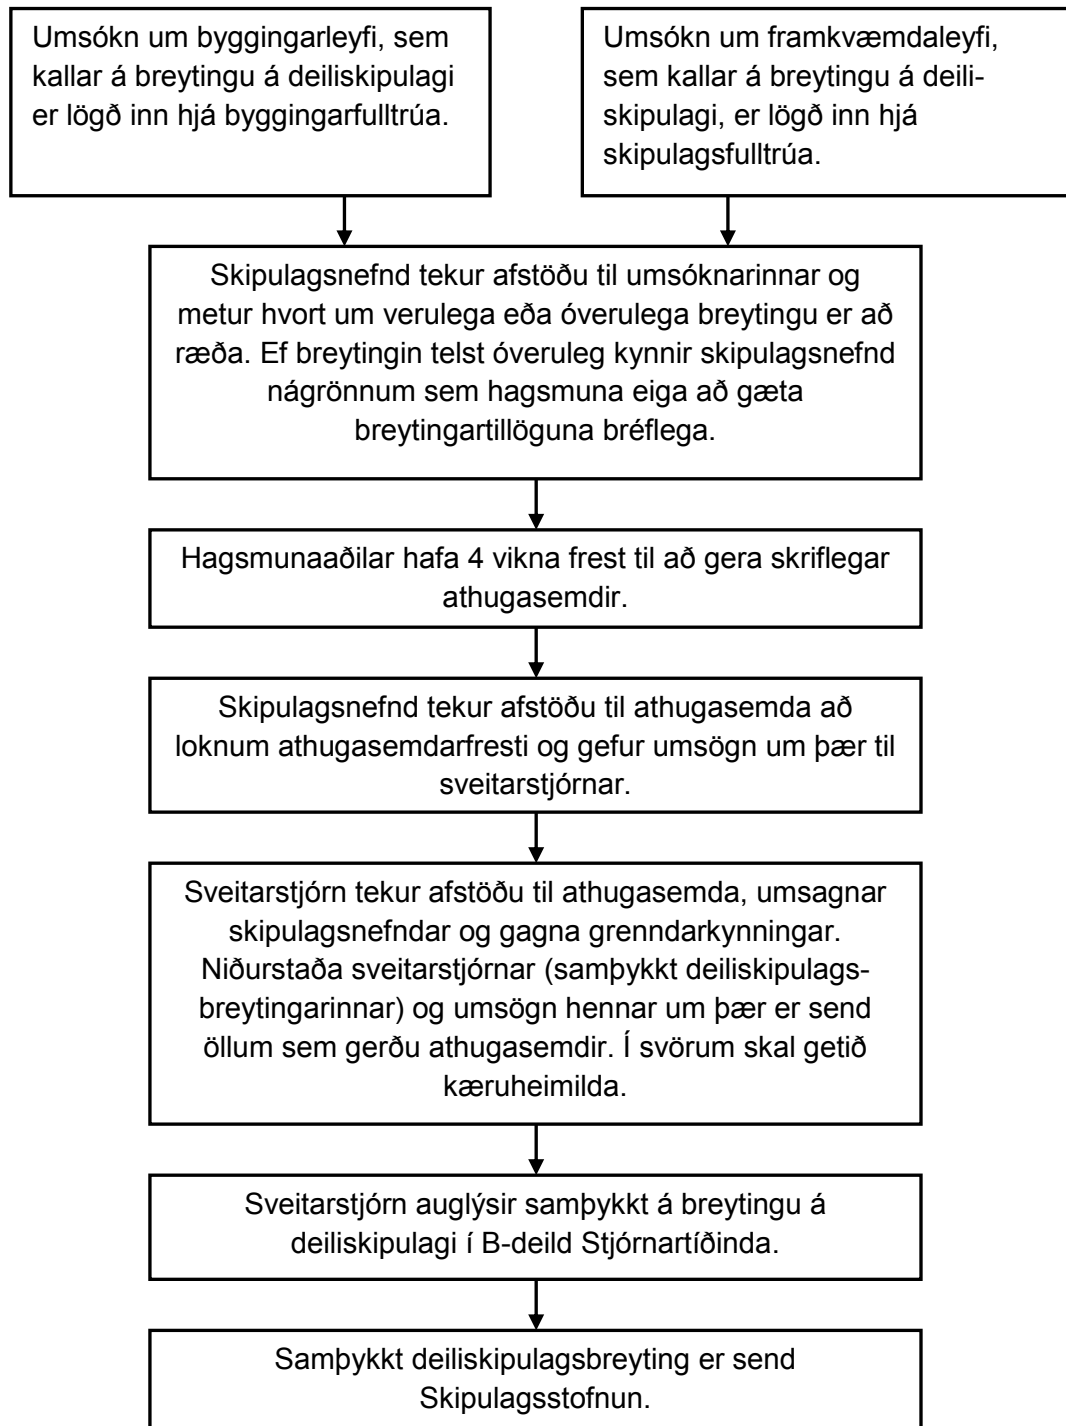 Umsókn um byggingarleyfi, sem
kallar á breytingu á deiliskipulagi
er lögð inn hjá byggingarfulltrúa.
Umsókn um framkvæmdaleyfi,
sem kallar á breytingu á deili-
skipulagi, er lögð inn hjá
skipulagsfulltrúa.
Skipulagsnefnd tekur afstöðu til umsóknarinnar og
metur hvort um verulega eða óverulega breytingu er að
ræða. Ef breytingin telst óveruleg kynnir skipulagsnefnd
nágrönnum sem hagsmuna eiga að gæta
breytingartillöguna bréflega.
Hagsmunaaðilar hafa 4 vikna frest til að gera skriflegar
athugasemdir.
Skipulagsnefnd tekur afstöðu til athugasemda að
loknum athugasemdarfresti og gefur umsögn um þær til
sveitarstjórnar.
Sveitarstjórn tekur afstöðu til athugasemda, umsagnar
skipulagsnefndar og gagna grenndarkynningar.
Niðurstaða sveitarstjórnar (samþykkt deiliskipulags-
breytingarinnar) og umsögn hennar um þær er send
öllum sem gerðu athugasemdir. Í svörum skal getið
kæruheimilda.
Sveitarstjórn auglýsir samþykkt á breytingu á
deiliskipulagi í B-deild Stjórnartíðinda.
Samþykkt deiliskipulagsbreyting er send
Skipulagsstofnun.